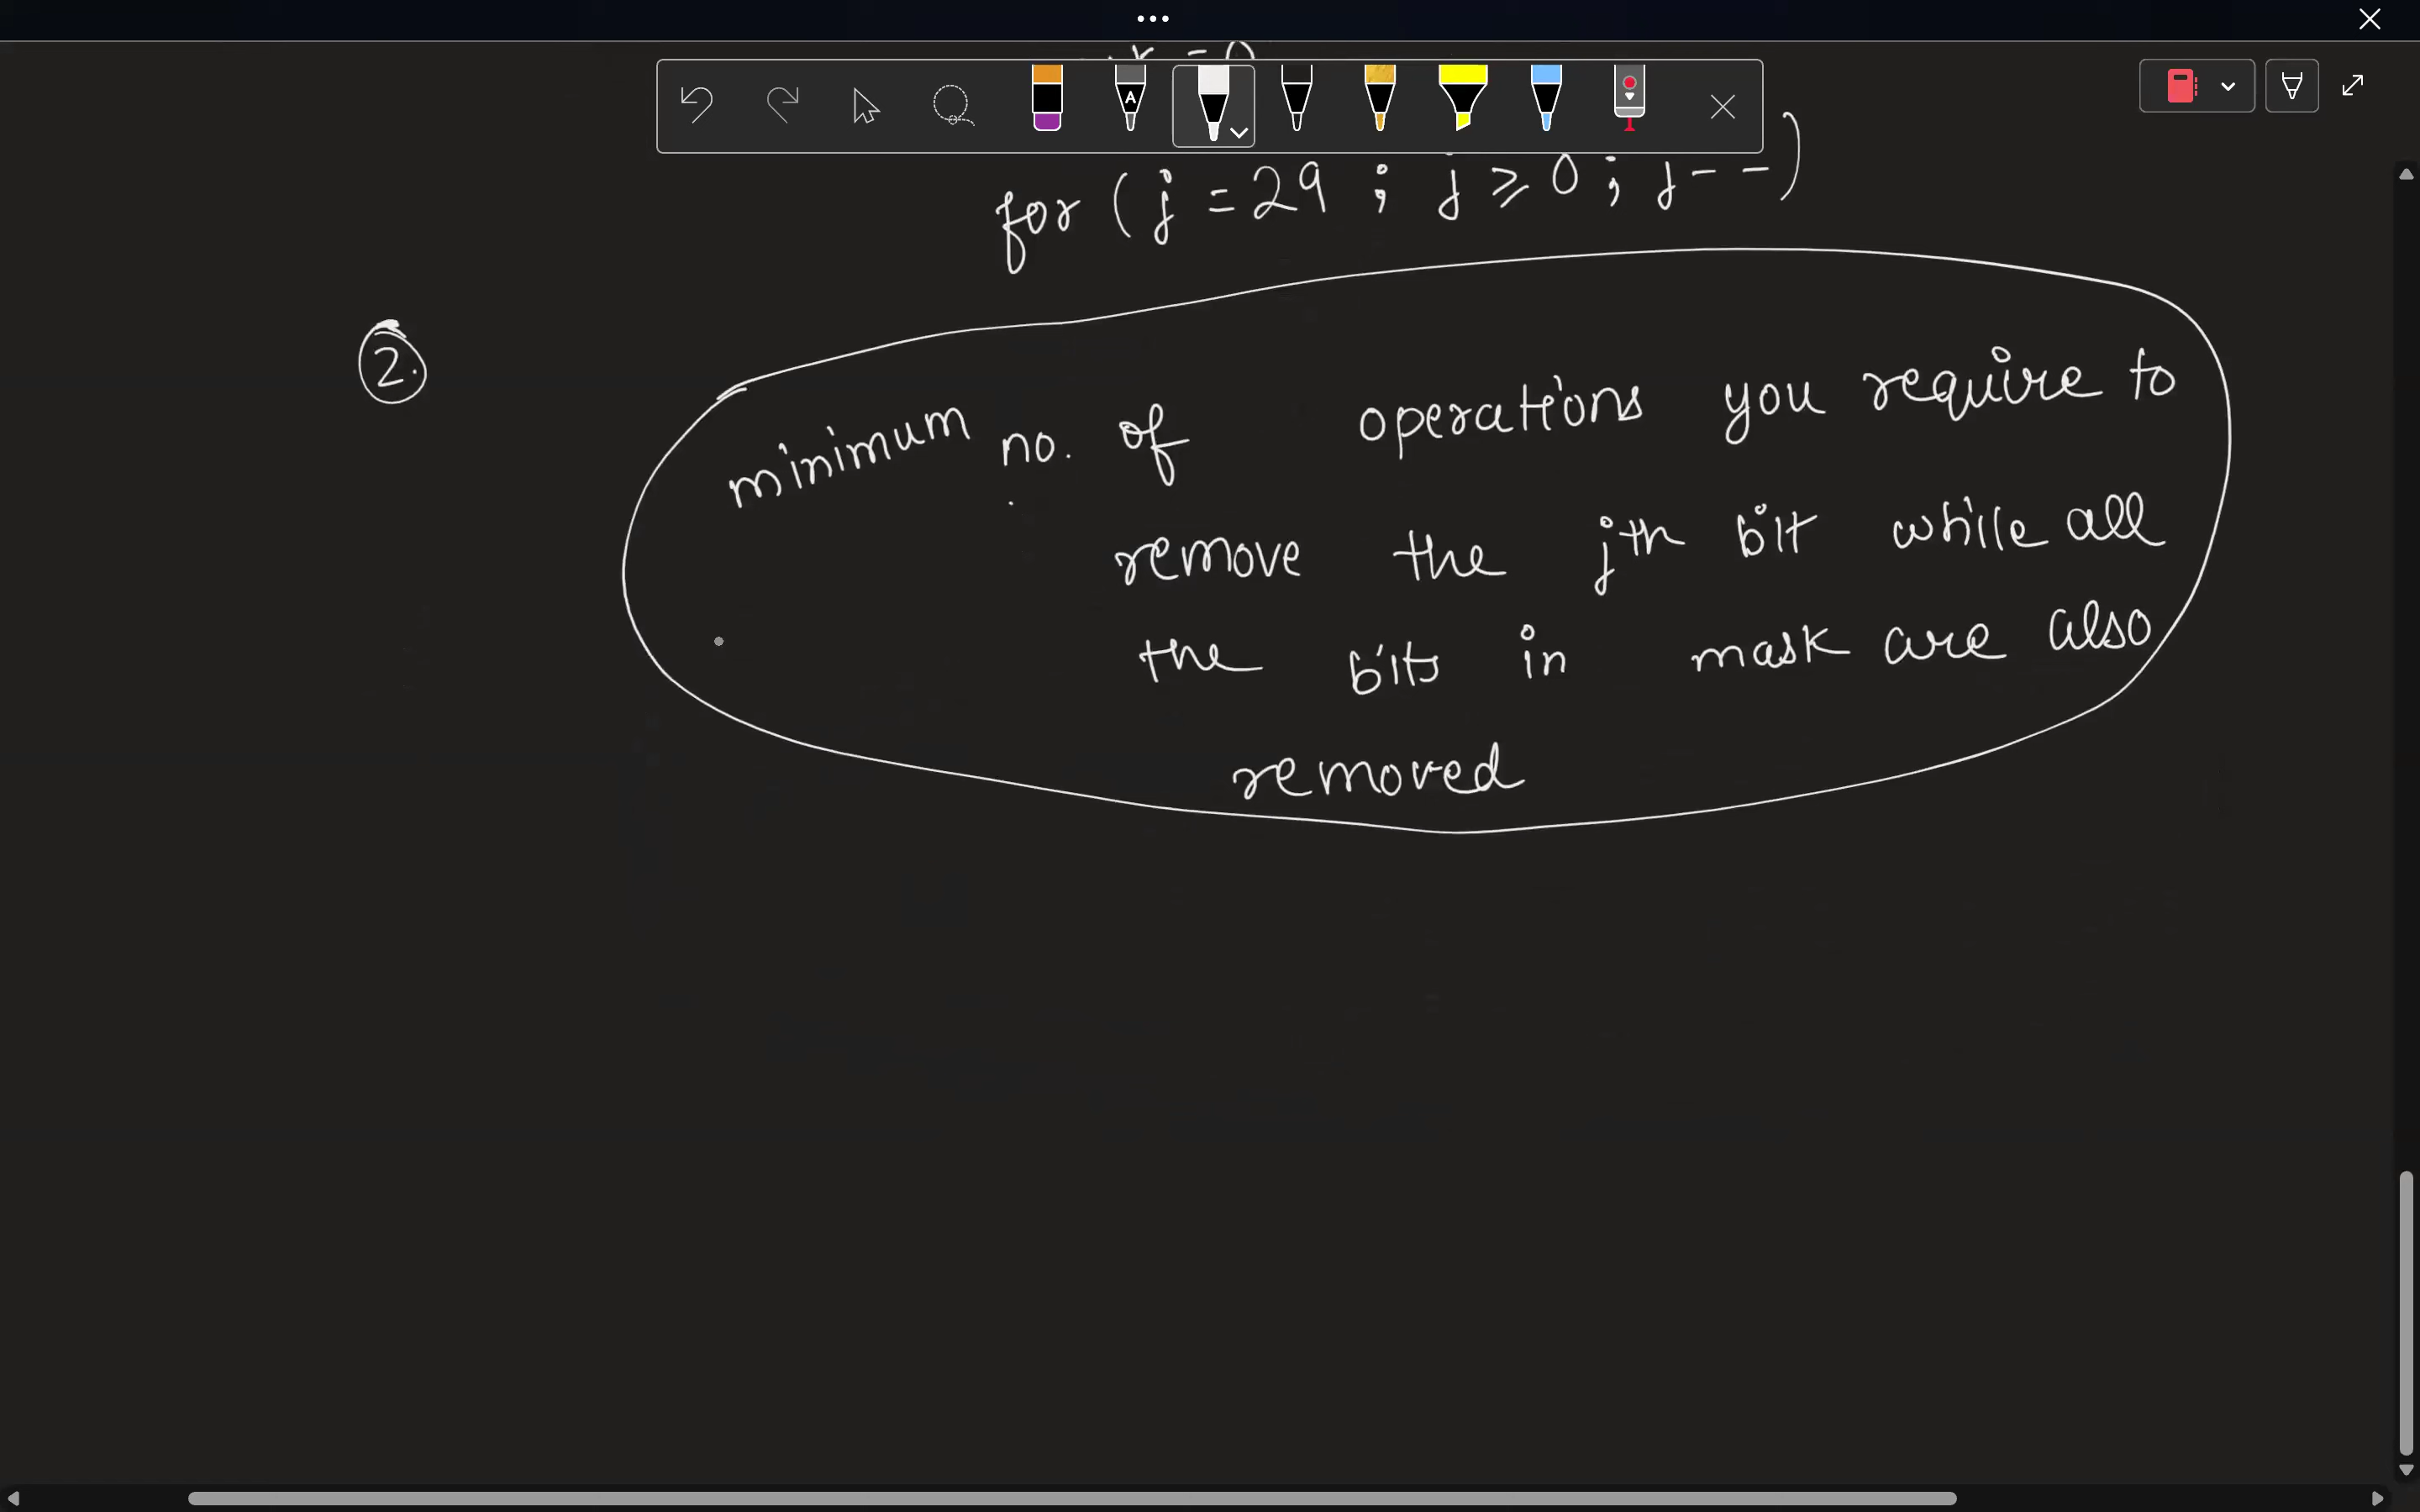 for (j = 29 ; j ≥ 0 ; j - - )
2.
minimum no. of operations you require to
remove the jth bit while all
the bits in mask are also
removed